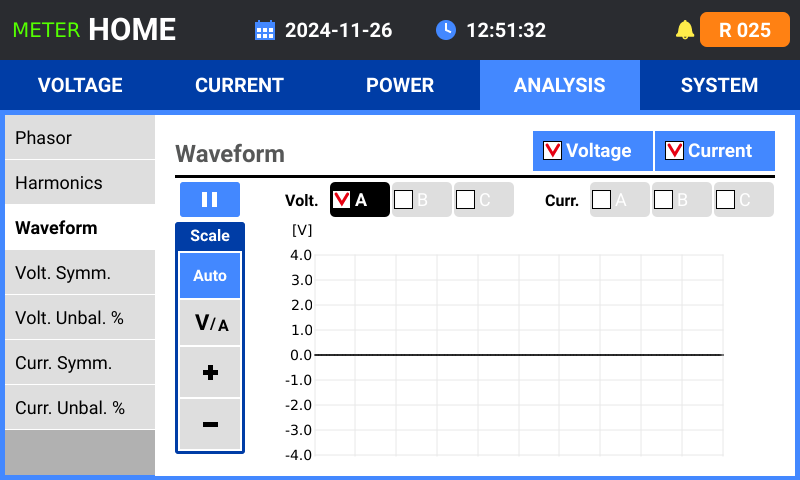 METER HOME 2024-11-26 12:51:32 R 025
VOLTAGE CURRENT POWER ANALYSIS SYSTEM
Phasor
Harmonics
Waveform
Volt. Symm.
Volt. Unbal. %
Curr. Symm.
Curr. Unbal. %
Waveform Voltage Current
Volt. A B C Curr. A B C
Scale
Auto
V/A
+
−
[V]
4.0
3.0
2.0
1.0
0.0
-1.0
-2.0
-3.0
-4.0